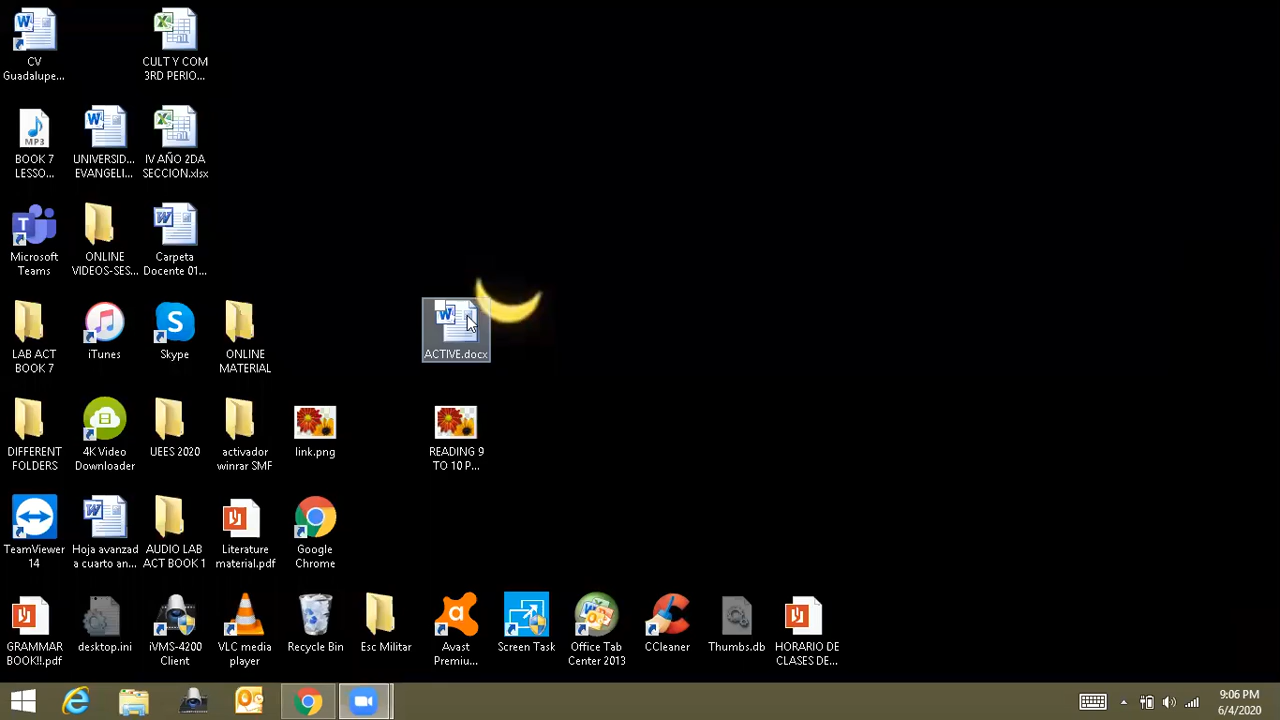 CV
Guadalupe...
CULT Y COM
3RD PERIO...
MP3
BOOK 7
LESSO...
UNIVERSID...
EVANGELI...
IV AÑO 2DA
SECCION.xlsx
Microsoft
Teams
ONLINE
VIDEOS-SES...
Carpeta
Docente 01...
LAB ACT
BOOK 7
iTunes
Skype
ONLINE
MATERIAL
ACTIVE.docx
DIFFERENT
FOLDERS
4K Video
Downloader
UEES 2020
activador
winrar SMF
link.png
READING 9
TO 10 P...
TeamViewer
14
Hoja avanzad
a cuarto an...
AUDIO LAB
ACT BOOK 1
Literature
material.pdf
Google
Chrome
GRAMMAR
BOOK!!.pdf
desktop.ini
iVMS-4200
Client
VLC media
player
Recycle Bin
Esc Militar
Avast
Premiu...
Screen Task
Office Tab
Center 2013
CCleaner
Thumbs.db
HORARIO DE
CLASES DE...
9:06 PM
6/4/2020